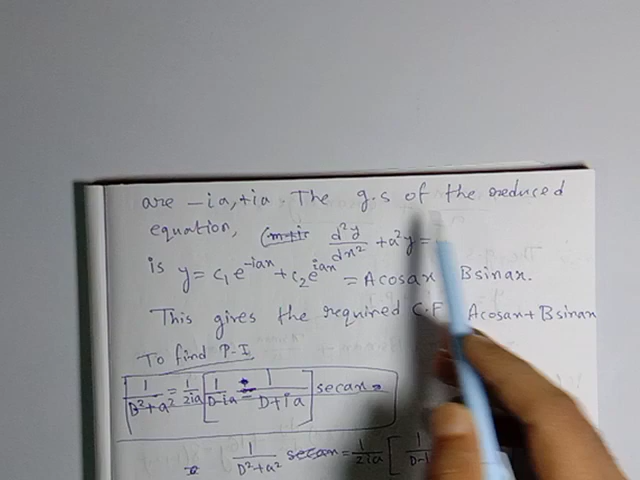 are -ia, +ia. The g.s of the reduced
equation, (m+ic d²y/dx² + a²y =
is y = c₁e^{-iax} + c₂e^{iax} = Acosax Bsinax.
This gives the required C.F Acosax + Bsinax
To find P-I
1/(D²+a²) = 1/2ia [1/(D-ia) - 1/(D+ia)] secax =
1/(D²+a²) secax = 1/2ia [1/(D-i